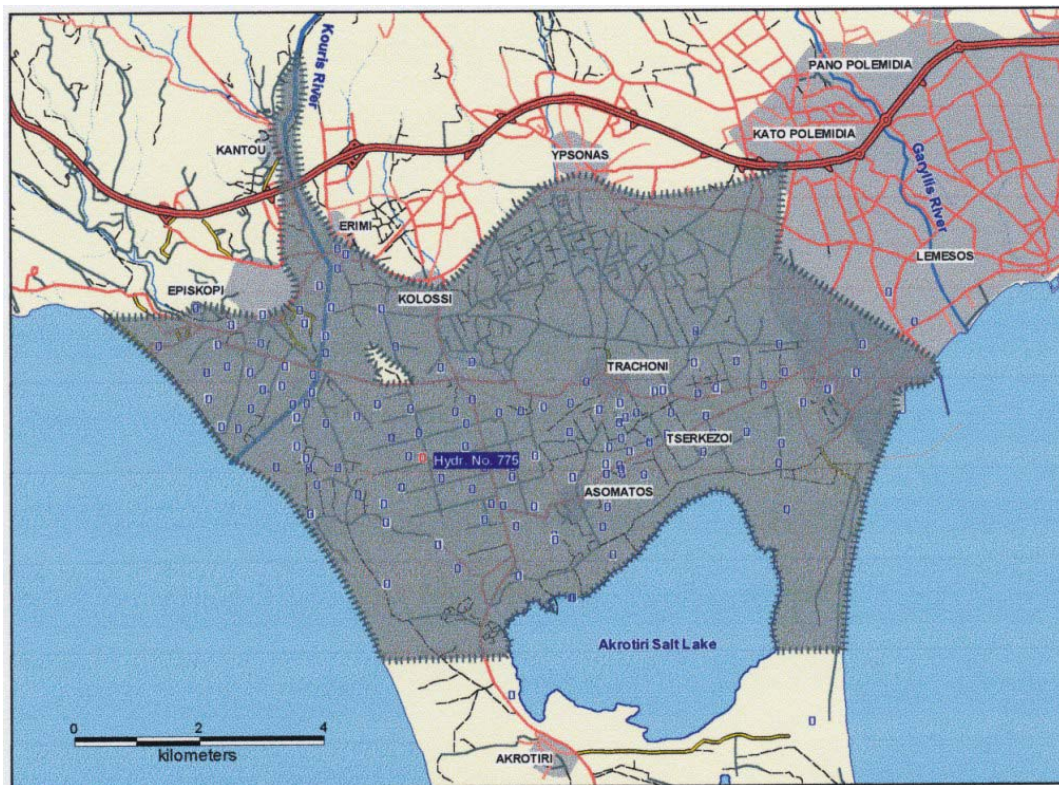 Kouris River
PANO POLEMIDIA
KANTOU
YPSONAS
KATO POLEMIDIA
Garyllis River
ERIMI
LEMESOS
EPISKOPI
KOLOSSI
TRACHONI
TSERKEZOI
Hydr. No. 775
ASOMATOS
Akrotiri Salt Lake
0 2 4
kilometers
AKROTIRI